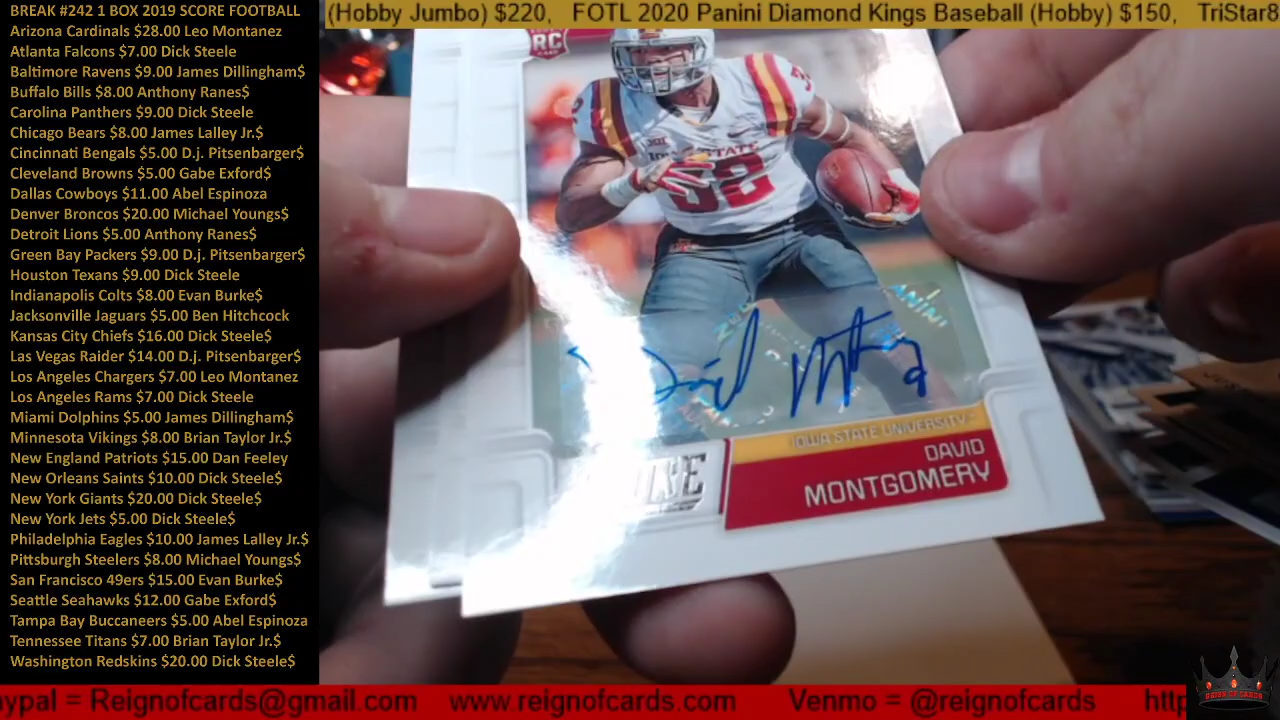 BREAK #242 1 BOX 2019 SCORE FOOTBALL
Arizona Cardinals $28.00 Leo Montanez
Atlanta Falcons $7.00 Dick Steele
Baltimore Ravens $9.00 James Dillingham$
Buffalo Bills $8.00 Anthony Ranes$
Carolina Panthers $9.00 Dick Steele
Chicago Bears $8.00 James Lalley Jr.$
Cincinnati Bengals $5.00 D.j. Pitsenbarger$
Cleveland Browns $5.00 Gabe Exford$
Dallas Cowboys $11.00 Abel Espinoza
Denver Broncos $20.00 Michael Youngs$
Detroit Lions $5.00 Anthony Ranes$
Green Bay Packers $9.00 D.j. Pitsenbarger$
Houston Texans $9.00 Dick Steele
Indianapolis Colts $8.00 Evan Burke$
Jacksonville Jaguars $5.00 Ben Hitchcock
Kansas City Chiefs $16.00 Dick Steele$
Las Vegas Raider $14.00 D.j. Pitsenbarger$
Los Angeles Chargers $7.00 Leo Montanez
Los Angeles Rams $7.00 Dick Steele
Miami Dolphins $5.00 James Dillingham$
Minnesota Vikings $8.00 Brian Taylor Jr.$
New England Patriots $15.00 Dan Feeley
New Orleans Saints $10.00 Dick Steele$
New York Giants $20.00 Dick Steele$
New York Jets $5.00 Dick Steele$
Philadelphia Eagles $10.00 James Lalley Jr.$
Pittsburgh Steelers $8.00 Michael Youngs$
San Francisco 49ers $15.00 Evan Burke$
Seattle Seahawks $12.00 Gabe Exford$
Tampa Bay Buccaneers $5.00 Abel Espinoza
Tennessee Titans $7.00 Brian Taylor Jr.$
Washington Redskins $20.00 Dick Steele$
(Hobby Jumbo) $220, FOTL 2020 Panini Diamond Kings Baseball (Hobby) $150, TriStar8
RC
32
STATE
32
PANINI
David Montgomery
IOWA STATE UNIVERSITY
DAVID
MONTGOMERY
REIGN OF CARDS
aypal = Reignofcards@gmail.com www.reignofcards.com Venmo = @reignofcards http